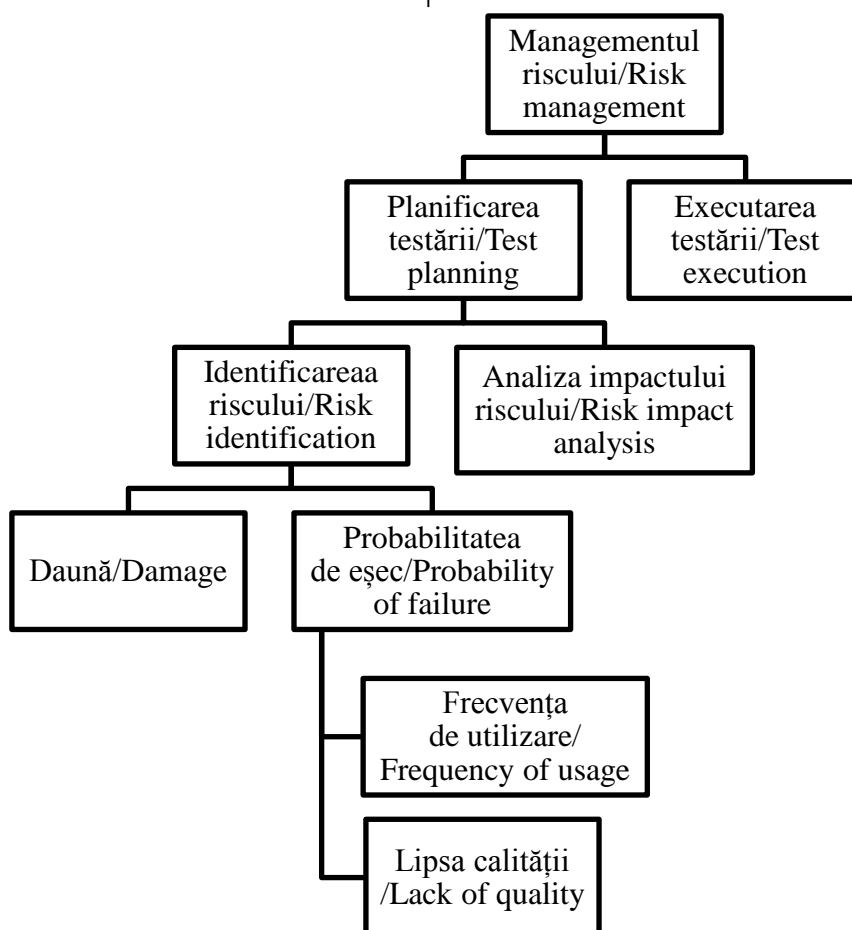 Managementul
riscului/Risk
management
Planificarea
testării/Test
planning
Executarea
testării/Test
execution
Identificareaa
riscului/Risk
identification
Analiza impactului
riscului/Risk impact
analysis
Daună/Damage
Probabilitatea
de eșec/Probability
of failure
Frecvența
de utilizare/
Frequency of usage
Lipsa calității
/Lack of quality